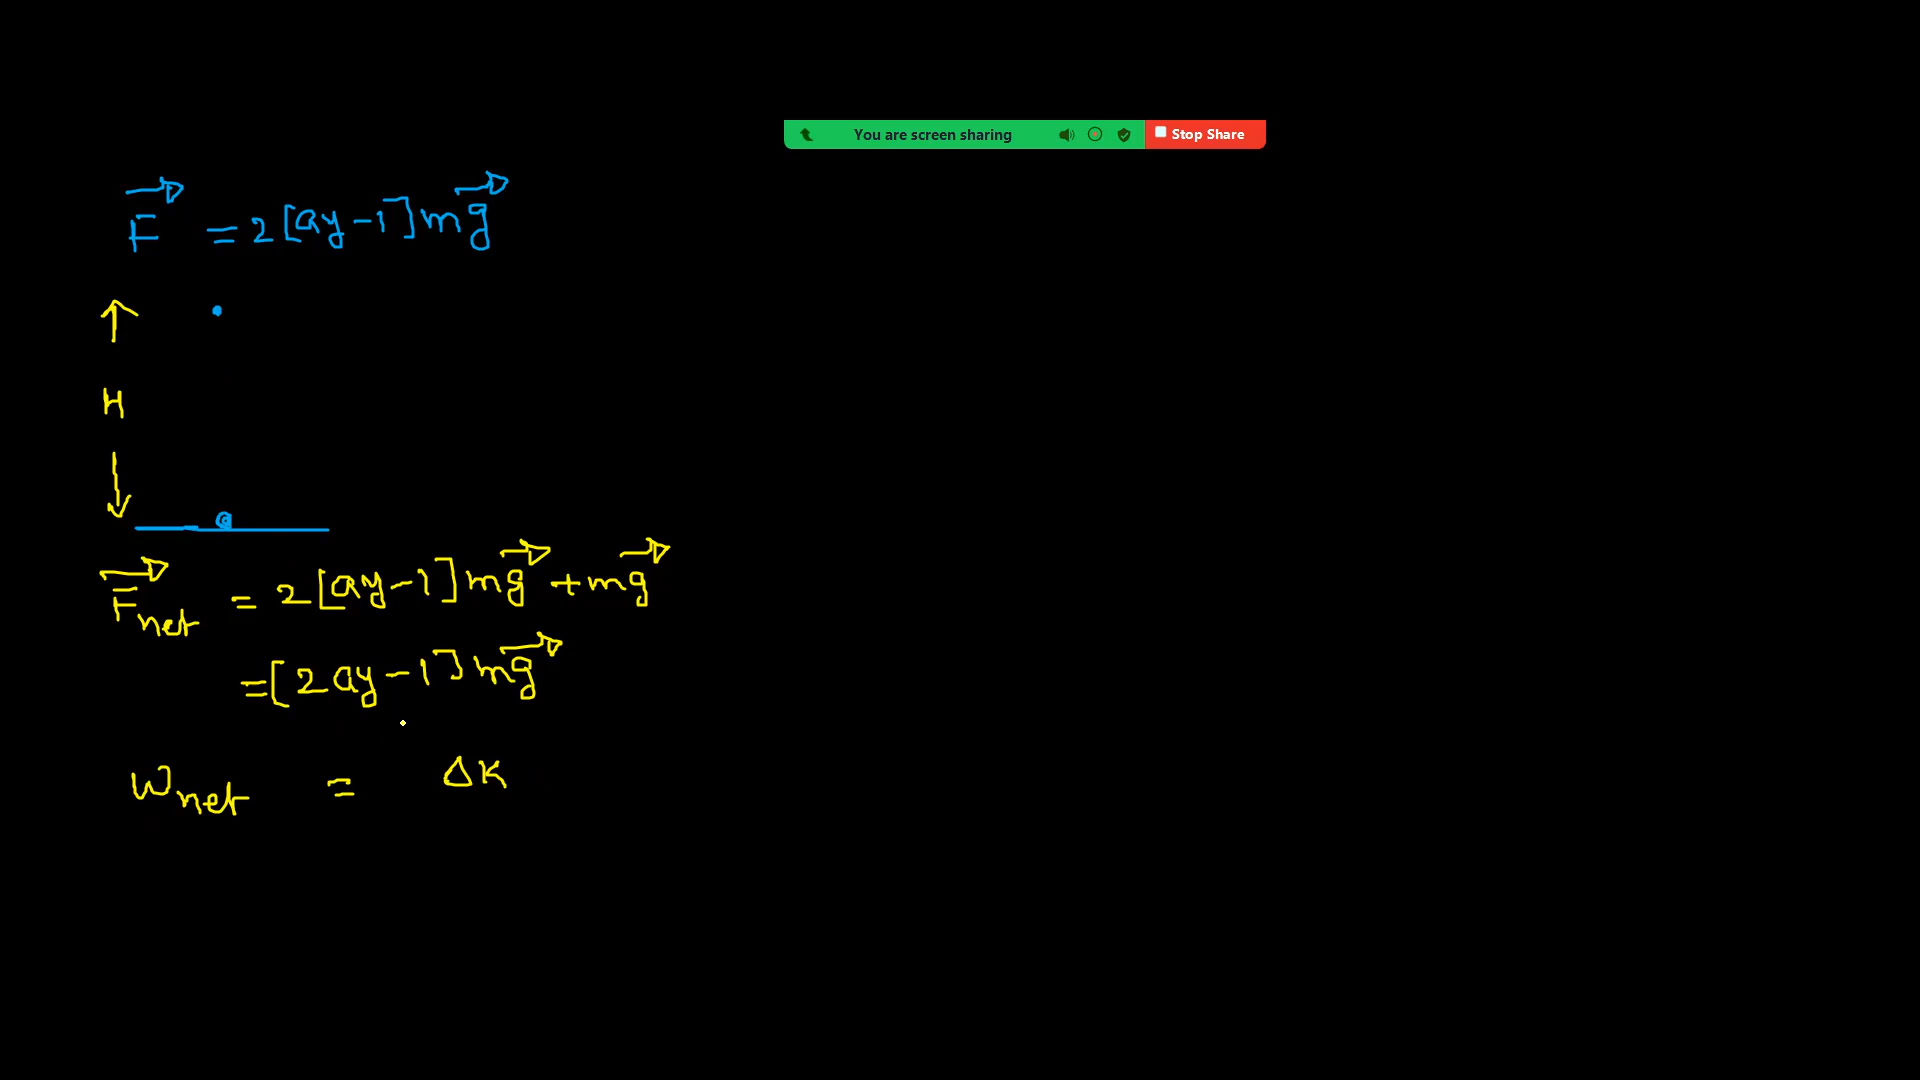 You are screen sharing Stop Share
F⃗ = 2[ay-1]mg⃗
H
F⃗net = 2[ay-1]mg⃗ + mg⃗
= [2ay-1]mg⃗
Wnet = ΔK